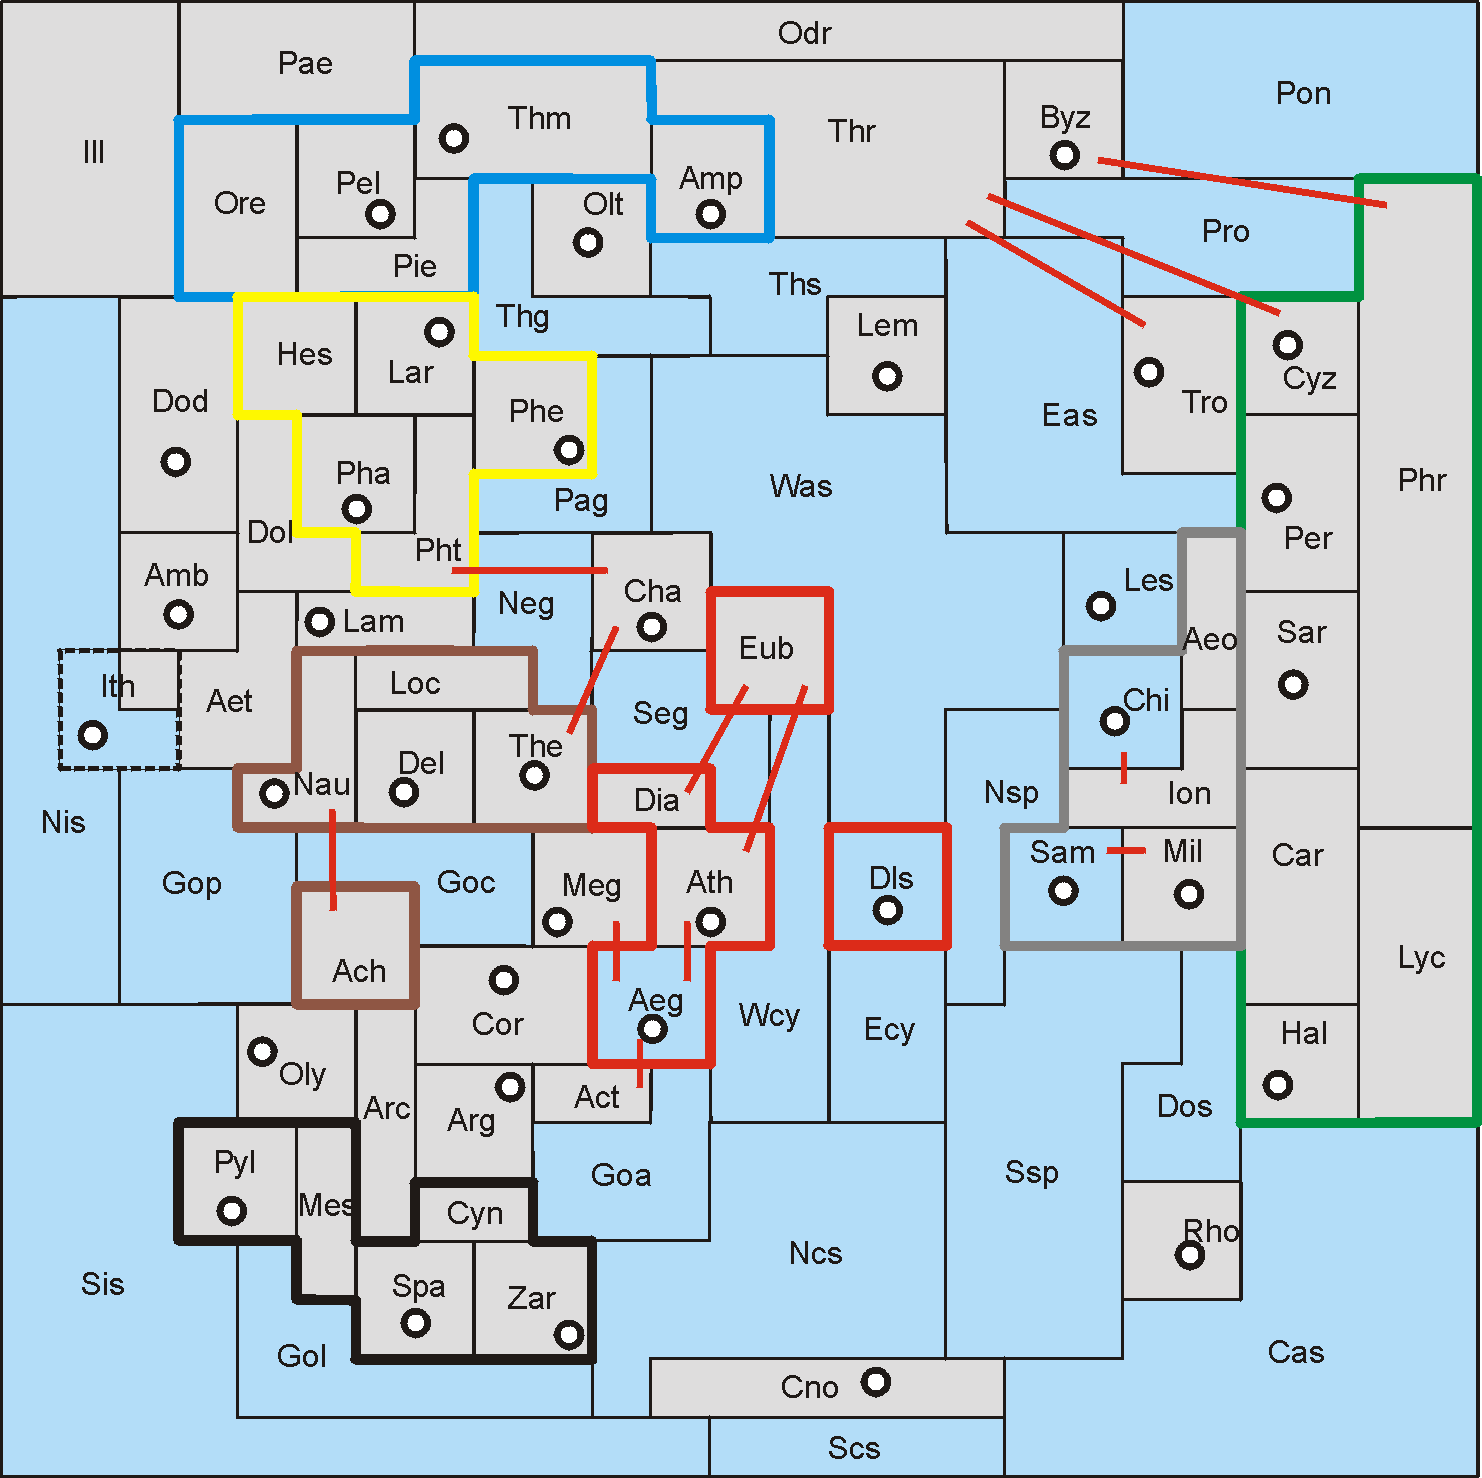 Odr
Pae
Pon
Thm
Byz
Thr
Ill
Pel
Amp
Ore
Olt
Pro
Pie
Ths
Thg
Lem
Hes
Lar
Cyz
Dod
Phe
Tro
Eas
Pha
Phr
Was
Pag
Dol
Per
Pht
Amb
Les
Cha
Neg
Lam
Sar
Aeo
Eub
Ith
Loc
Aet
Chi
Seg
The
Del
Nau
Nsp
Ion
Dia
Nis
Sam
Mil
Car
Dls
Gop
Goc
Meg
Ath
Lyc
Ach
Aeg
Wcy
Cor
Ecy
Hal
Oly
Act
Arc
Dos
Arg
Pyl
Goa
Ssp
Mes
Cyn
Rho
Ncs
Sis
Spa
Zar
Gol
Cas
Cno
Scs